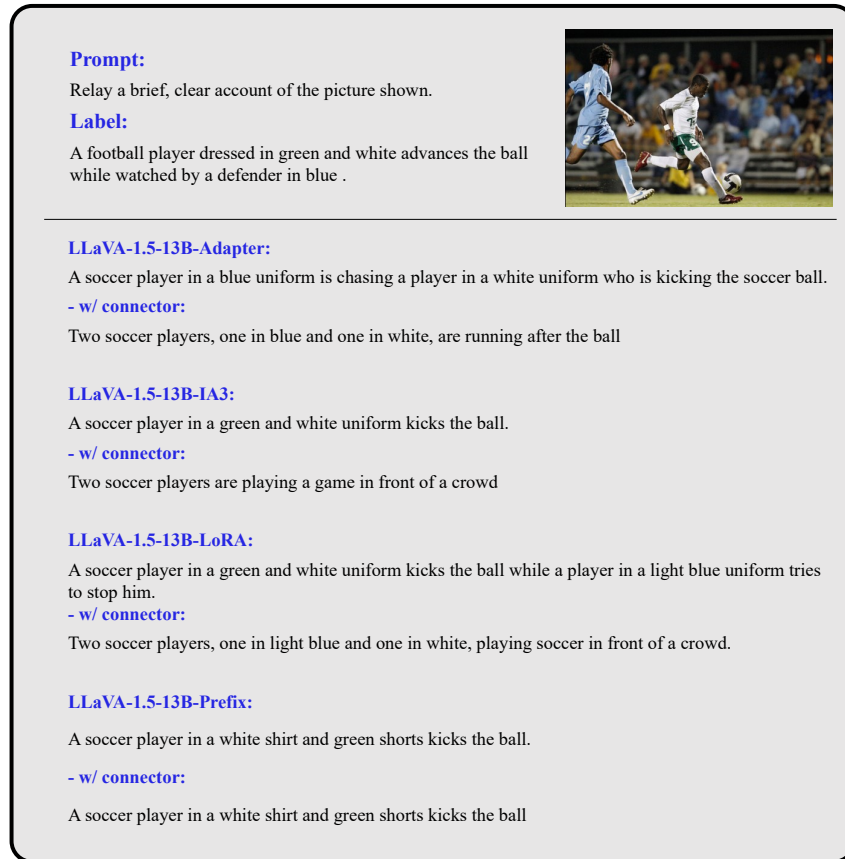 Prompt:
Relay a brief, clear account of the picture shown.
Label:
A football player dressed in green and white advances the ball
while watched by a defender in blue .
LLaVA-1.5-13B-Adapter:
A soccer player in a blue uniform is chasing a player in a white uniform who is kicking the soccer ball.
- w/ connector:
Two soccer players, one in blue and one in white, are running after the ball
LLaVA-1.5-13B-IA3:
A soccer player in a green and white uniform kicks the ball.
- w/ connector:
Two soccer players are playing a game in front of a crowd
LLaVA-1.5-13B-LoRA:
A soccer player in a green and white uniform kicks the ball while a player in a light blue uniform tries
to stop him.
- w/ connector:
Two soccer players, one in light blue and one in white, playing soccer in front of a crowd.
LLaVA-1.5-13B-Prefix:
A soccer player in a white shirt and green shorts kicks the ball.
- w/ connector:
A soccer player in a white shirt and green shorts kicks the ball